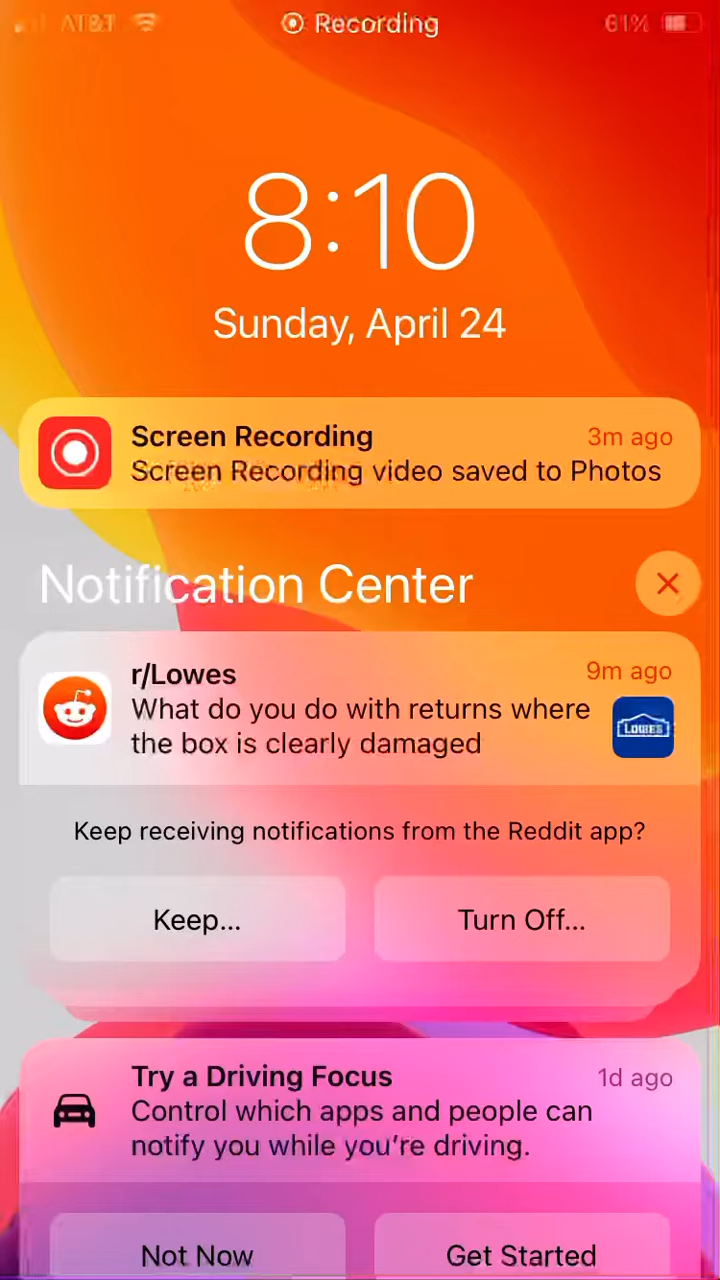 AT&T Recording 61%
8:10
Sunday, April 24
Screen Recording 3m ago
Screen Recording video saved to Photos
Notification Center
r/Lowes 9m ago
What do you do with returns where
the box is clearly damaged
LOWES
Keep receiving notifications from the Reddit app?
Keep... Turn Off...
Try a Driving Focus 1d ago
Control which apps and people can
notify you while you’re driving.
Not Now Get Started